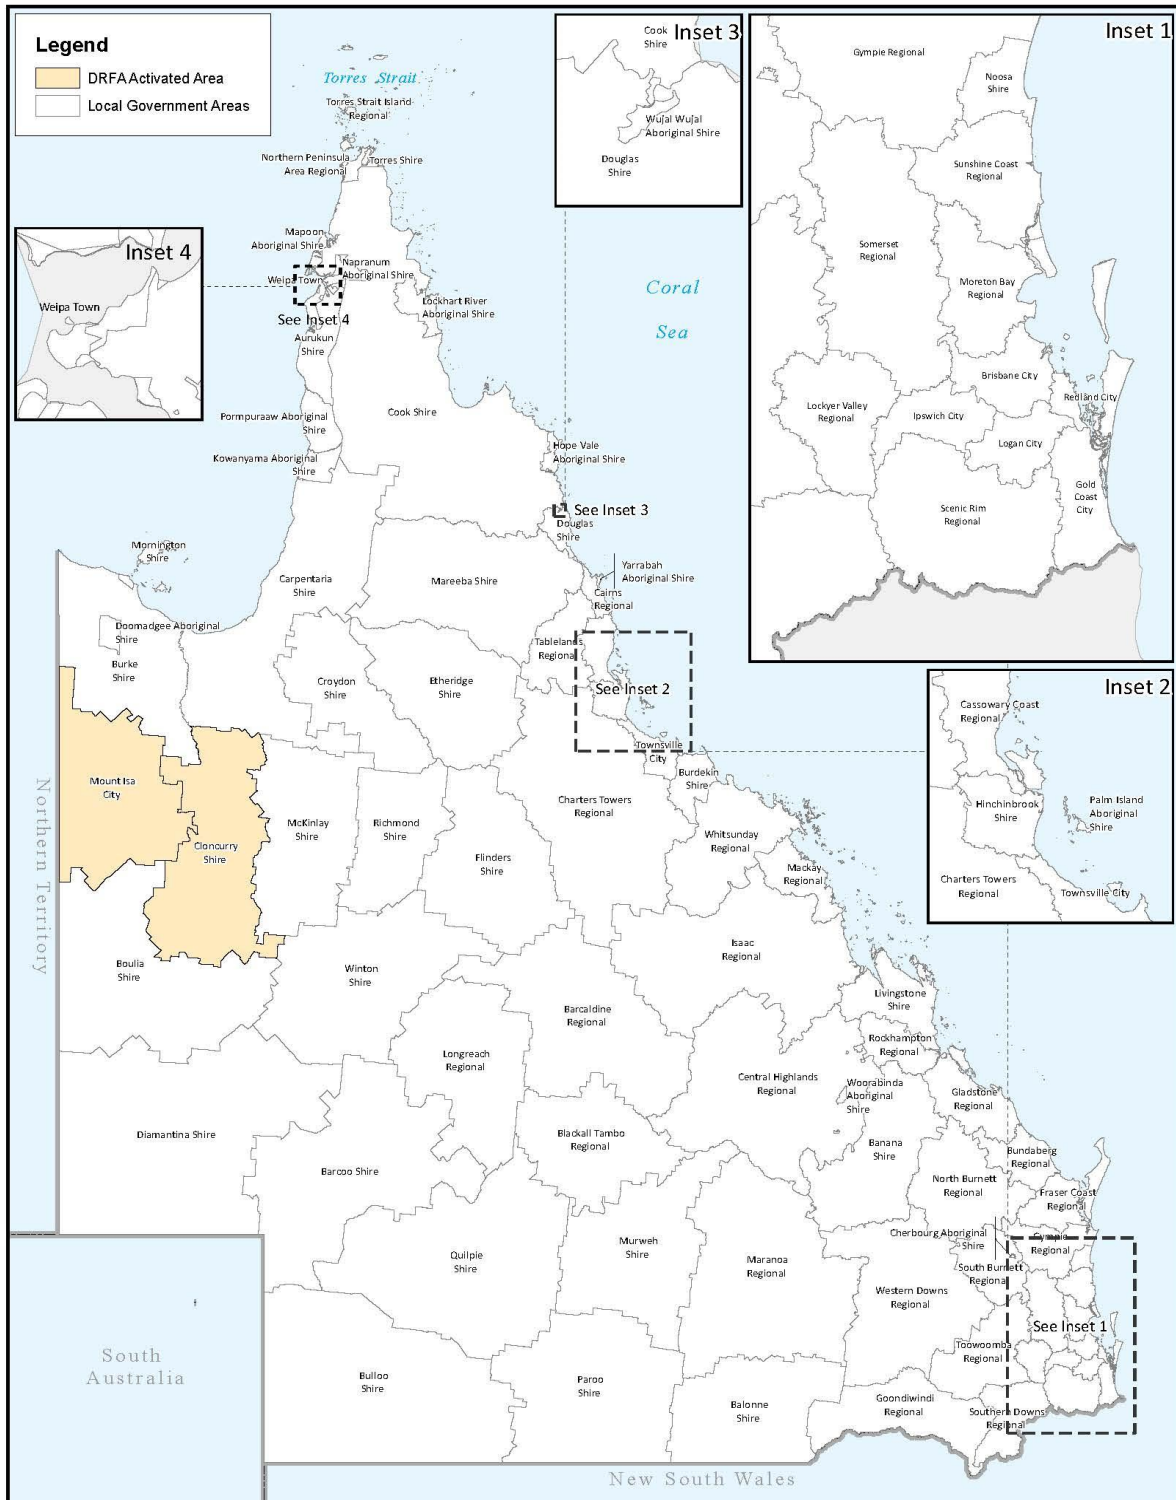 Legend
DRFA Activated Area
Local Government Areas
Torres Strait
Torres Strait Island
Regional
Northern Peninsula
Area Regional
Torres Shire
Mapoon
Aboriginal Shire
Napranum
Aboriginal Shire
Weipa Town
See Inset 4
Lockhart River
Aboriginal Shire
Aurukun
Shire
Cook Shire
Pormpuraaw Aboriginal
Shire
Kowanyama Aboriginal
Shire
Hope Vale
Aboriginal Shire
See Inset 3
Douglas
Shire
Coral
Sea
Mornington
Shire
Carpentaria
Shire
Mareeba Shire
Yarrabah
Aboriginal Shire
Cairns
Regional
Doomadgee Aboriginal
Shire
Burke
Shire
Tablelands
Regional
Croydon
Shire
Etheridge
Shire
See Inset 2
Townsville
City
Burdekin
Shire
Mount Isa
City
Cloncurry
Shire
McKinlay
Shire
Richmond
Shire
Flinders
Shire
Charters Towers
Regional
Whitsunday
Regional
Mackay
Regional
Northern Territory
Boulia
Shire
Winton
Shire
Isaac
Regional
Barcaldine
Regional
Livingstone
Shire
Rockhampton
Regional
Longreach
Regional
Central Highlands
Regional
Woorabinda
Aboriginal
Shire
Gladstone
Regional
Diamantina Shire
Barcoo Shire
Blackall Tambo
Regional
Banana
Shire
Bundaberg
Regional
North Burnett
Regional
Fraser Coast
Regional
Cherbourg Aboriginal
Shire
Gympie
Regional
Quilpie
Shire
Murweh
Shire
Maranoa
Regional
South Burnett
Regional
Western Downs
Regional
See Inset 1
Toowoomba
Regional
South
Australia
Bulloo
Shire
Paroo
Shire
Balonne
Shire
Goondiwindi
Regional
Southern Downs
Regional
New South Wales
Inset 3
Cook
Shire
Wujal Wujal
Aboriginal Shire
Douglas
Shire
Inset 4
Weipa Town
Inset 1
Gympie Regional
Noosa
Shire
Sunshine Coast
Regional
Somerset
Regional
Moreton Bay
Regional
Brisbane City
Redland City
Lockyer Valley
Regional
Ipswich City
Logan City
Gold
Coast
City
Scenic Rim
Regional
Inset 2
Cassowary Coast
Regional
Hinchinbrook
Shire
Palm Island
Aboriginal
Shire
Charters Towers
Regional
Townsville City